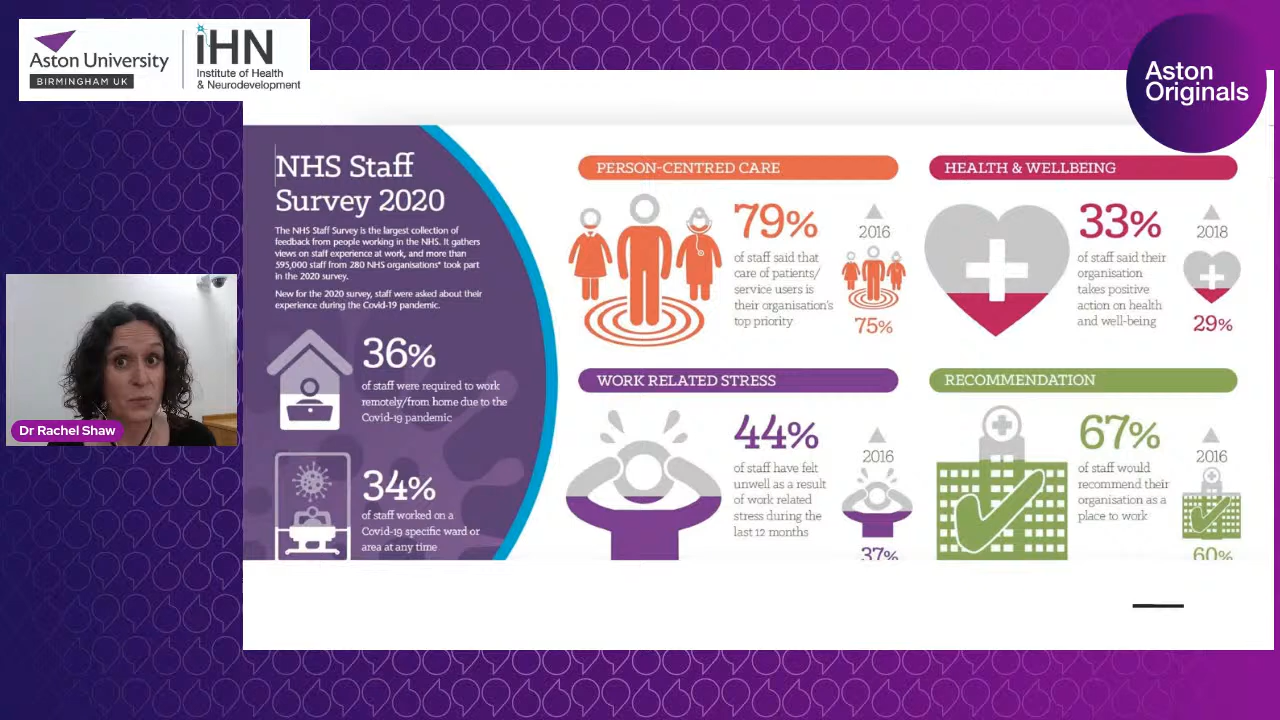 Aston University
BIRMINGHAM UK
iHN
Institute of Health
& Neurodevelopment
Aston
Originals
NHS Staff
Survey 2020
The NHS Staff Survey is the largest collection of
feedback from people working in the NHS. It gathers
views on staff experience at work, and more than
595,000 staff from 280 NHS organisations* took part
in the 2020 survey.
New for the 2020 survey, staff were asked about their
experience during the Covid-19 pandemic.
36%
of staff were required to work
remotely/from home due to the
Covid-19 pandemic
34%
of staff worked on a
Covid-19 specific ward or
area at any time
PERSON-CENTRED CARE
79%
of staff said that
care of patients/
service users is
their organisation's
top priority
2016
75%
HEALTH & WELLBEING
33%
of staff said their
organisation
takes positive
action on health
and well-being
2018
29%
WORK RELATED STRESS
44%
of staff have felt
unwell as a result
of work related
stress during the
last 12 months
2016
37%
RECOMMENDATION
67%
of staff would
recommend their
organisation as a
place to work
2016
60%
Dr Rachel Shaw